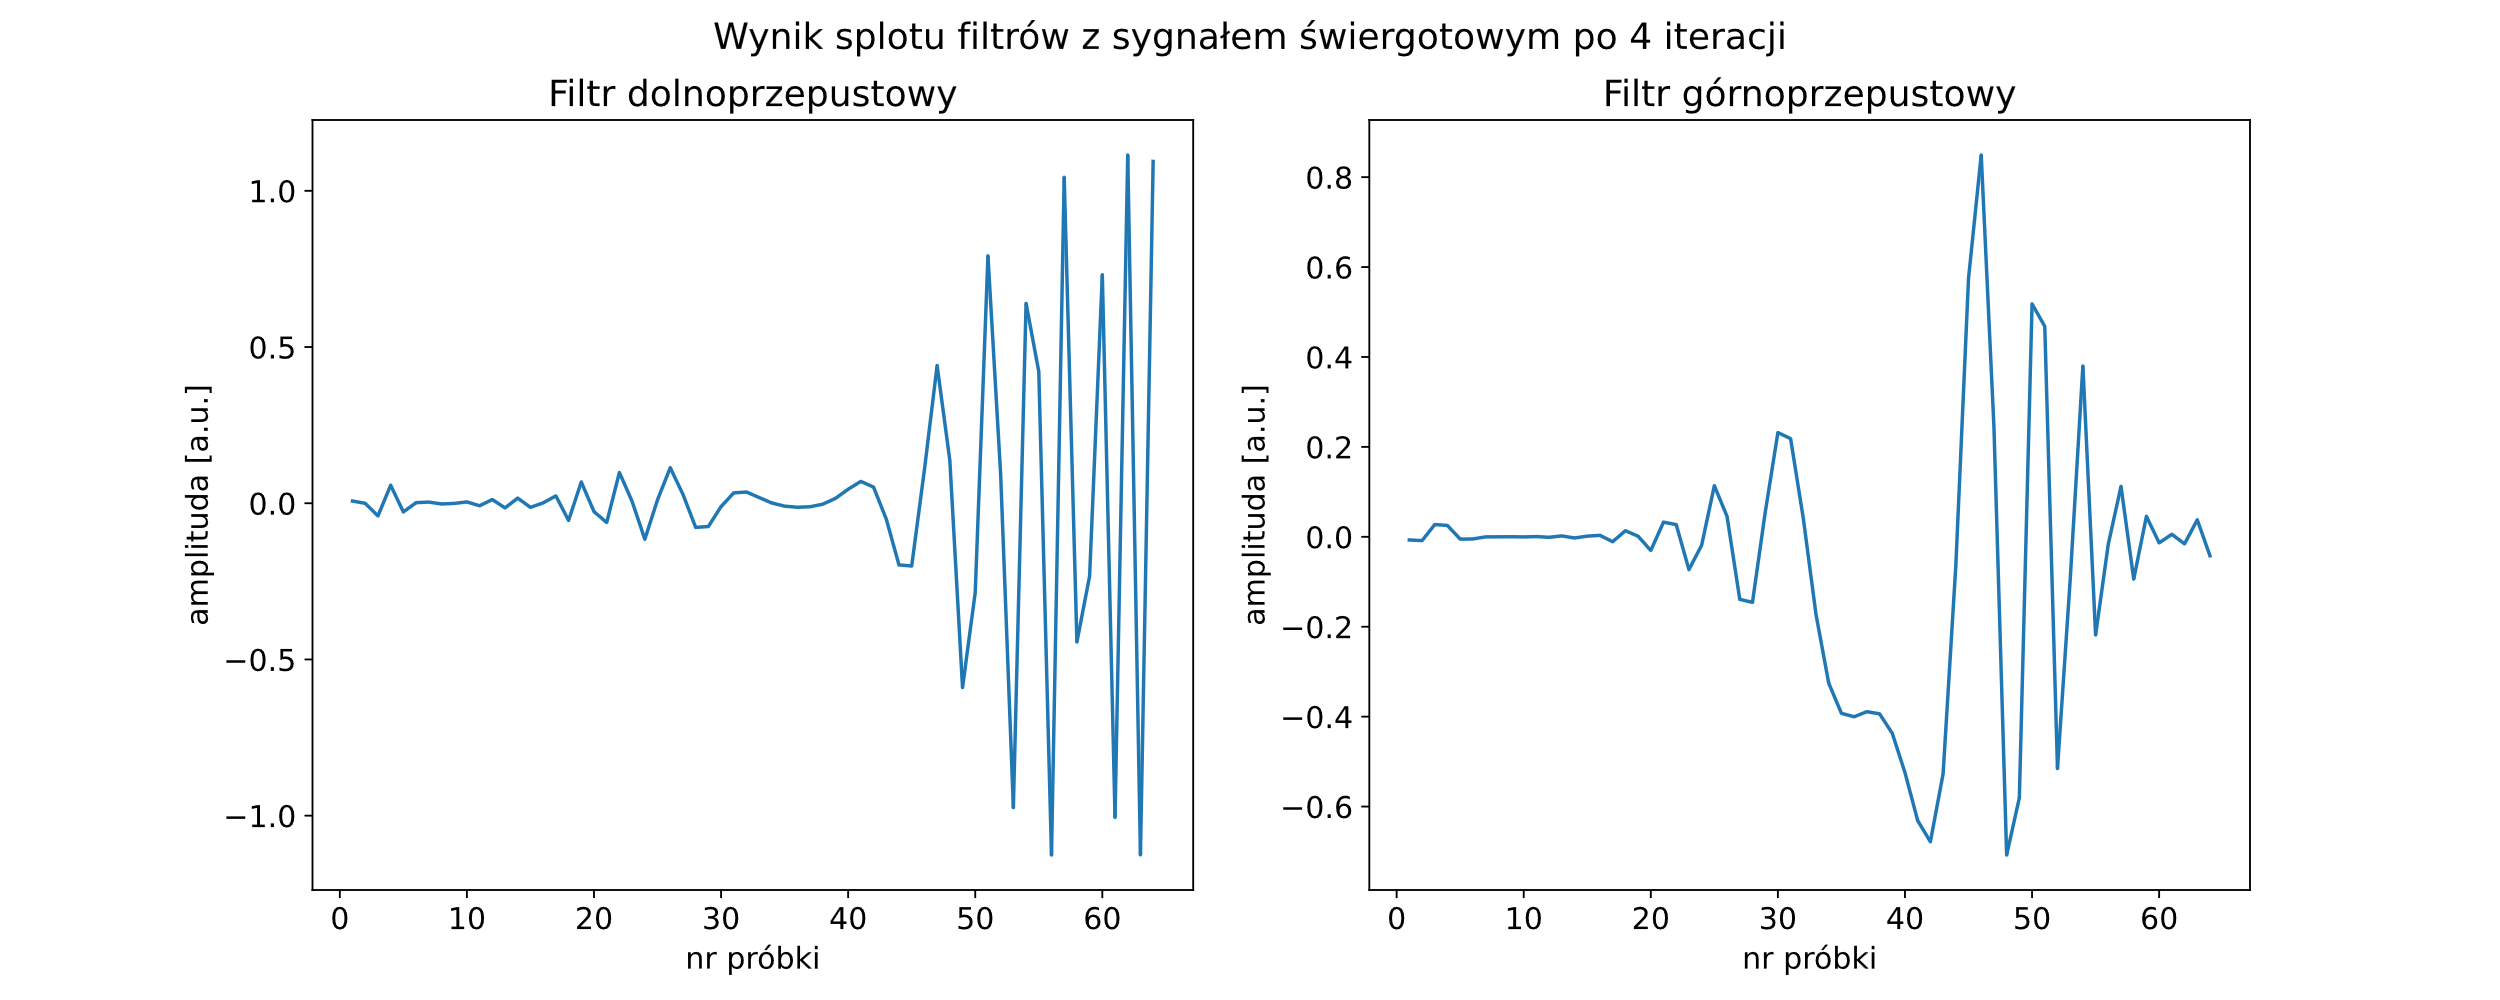 Wynik splotu filtrów z sygnałem świergotowym po 4 iteracji
Filtr dolnoprzepustowy
1.0
0.5
0.0
−0.5
−1.0
amplituda [a.u.]
0 10 20 30 40 50 60
nr próbki
Filtr górnoprzepustowy
0.8
0.6
0.4
0.2
0.0
−0.2
−0.4
−0.6
amplituda [a.u.]
0 10 20 30 40 50 60
nr próbki